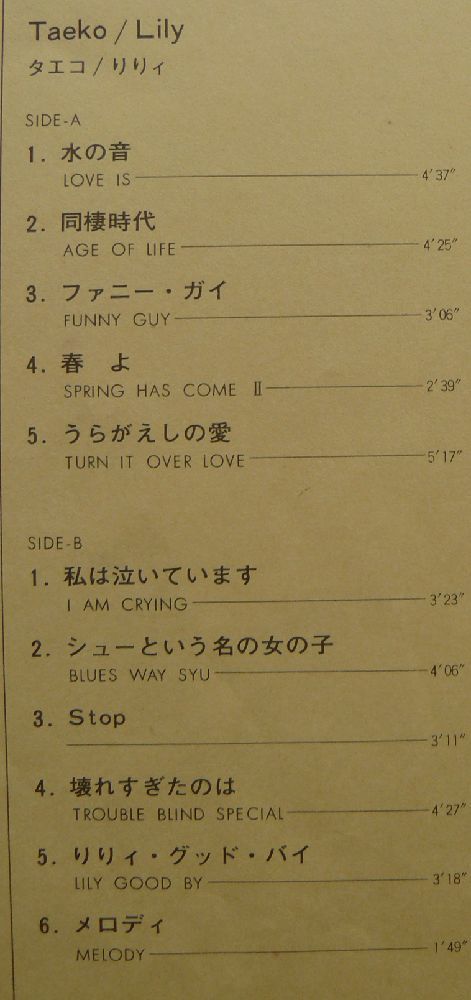 Taeko / Lily
タエコ / りりィ
SIDE-A
1. 水の音
LOVE IS 4'37"
2. 同棲時代
AGE OF LIFE 4'25"
3. ファニー・ガイ
FUNNY GUY 3'06"
4. 春 よ
SPRING HAS COME Ⅱ 2'39"
5. うらがえしの愛
TURN IT OVER LOVE 5'17"
SIDE-B
1. 私は泣いています
I AM CRYING 3'23"
2. シューという名の女の子
BLUES WAY SYU 4'06"
3. Stop
3'11"
4. 壊れすぎたのは
TROUBLE BLIND SPECIAL 4'27"
5. りりィ・グッド・バイ
LILY GOOD BY 3'18"
6. メロディ
MELODY 1'49"